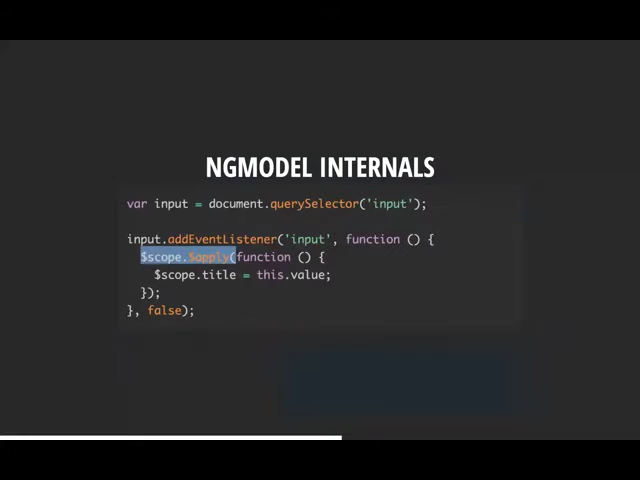 NGMODEL INTERNALS
var input = document.querySelector('input');
input.addEventListener('input', function () {
$scope.$apply(function () {
$scope.title = this.value;
});
}, false);